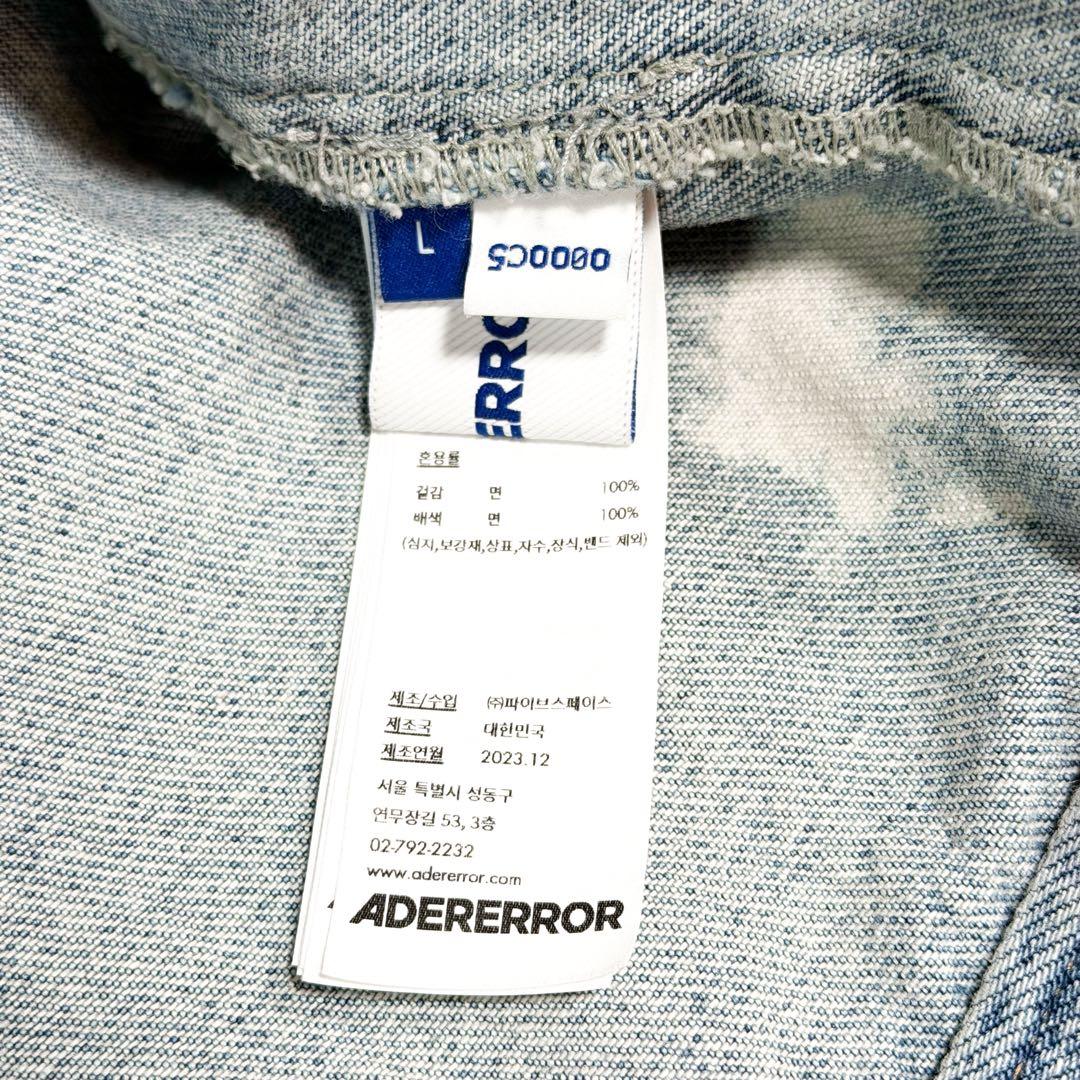 L
0000C5
ERRO
혼용률
겉감 면 100%
배색 면 100%
(심지,보강재,상표,자수,장식,밴드 제외)
제조/수입 ㈜파이브스페이스
제조국 대한민국
제조연월 2023.12
서울 특별시 성동구
연무장길 53, 3층
02-792-2232
www.adererror.com
ADERERROR